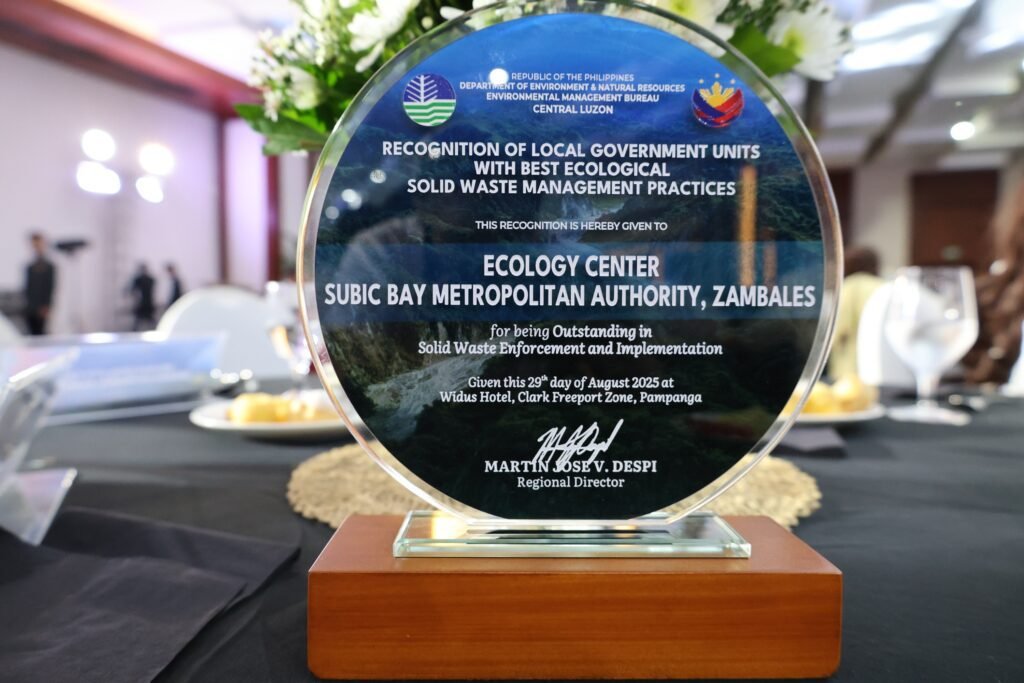 REPUBLIC OF THE PHILIPPINES
DEPARTMENT OF ENVIRONMENT & NATURAL RESOURCES
ENVIRONMENTAL MANAGEMENT BUREAU
CENTRAL LUZON
RECOGNITION OF LOCAL GOVERNMENT UNITS
WITH BEST ECOLOGICAL
SOLID WASTE MANAGEMENT PRACTICES
THIS RECOGNITION IS HEREBY GIVEN TO
ECOLOGY CENTER
SUBIC BAY METROPOLITAN AUTHORITY, ZAMBALES
for being Outstanding in
Solid Waste Enforcement and Implementation
Given this 29th day of August 2025 at
Widus Hotel, Clark Freeport Zone, Pampanga
MARTIN JOSE V. DESPI
Regional Director